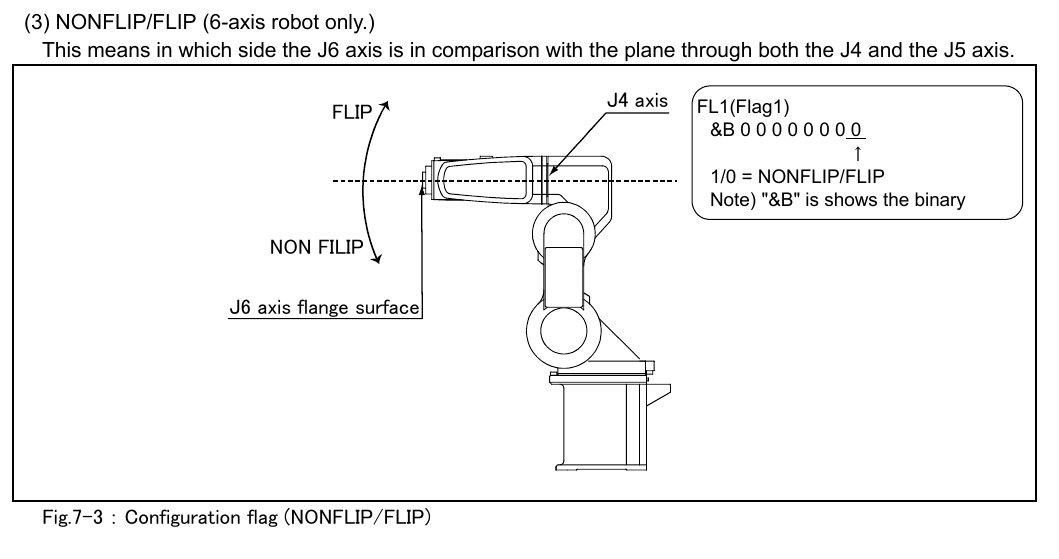 (3) NONFLIP/FLIP (6-axis robot only.)
This means in which side the J6 axis is in comparison with the plane through both the J4 and the J5 axis.
FLIP
J4 axis
FL1(Flag1)
&B 0 0 0 0 0 0 0 0
↑
1/0 = NONFLIP/FLIP
Note) "&B" is shows the binary
NON FILIP
J6 axis flange surface
Fig.7-3 : Configuration flag (NONFLIP/FLIP)